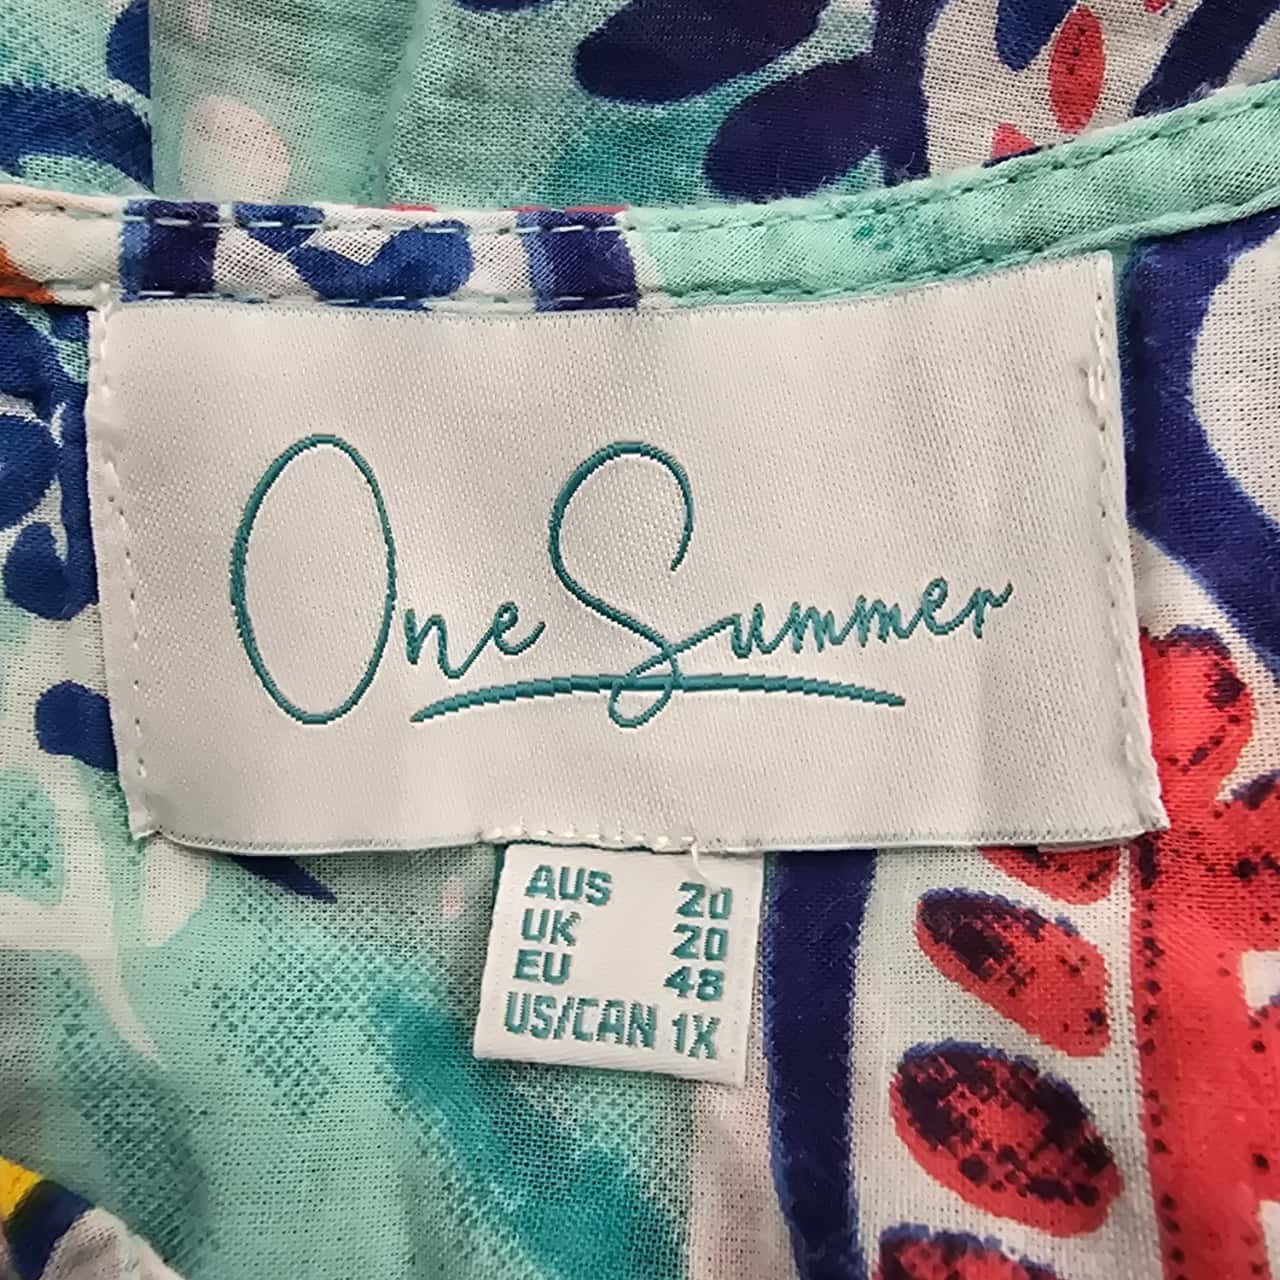 One Summer
AUS 20
UK 20
EU 48
US/CAN 1X